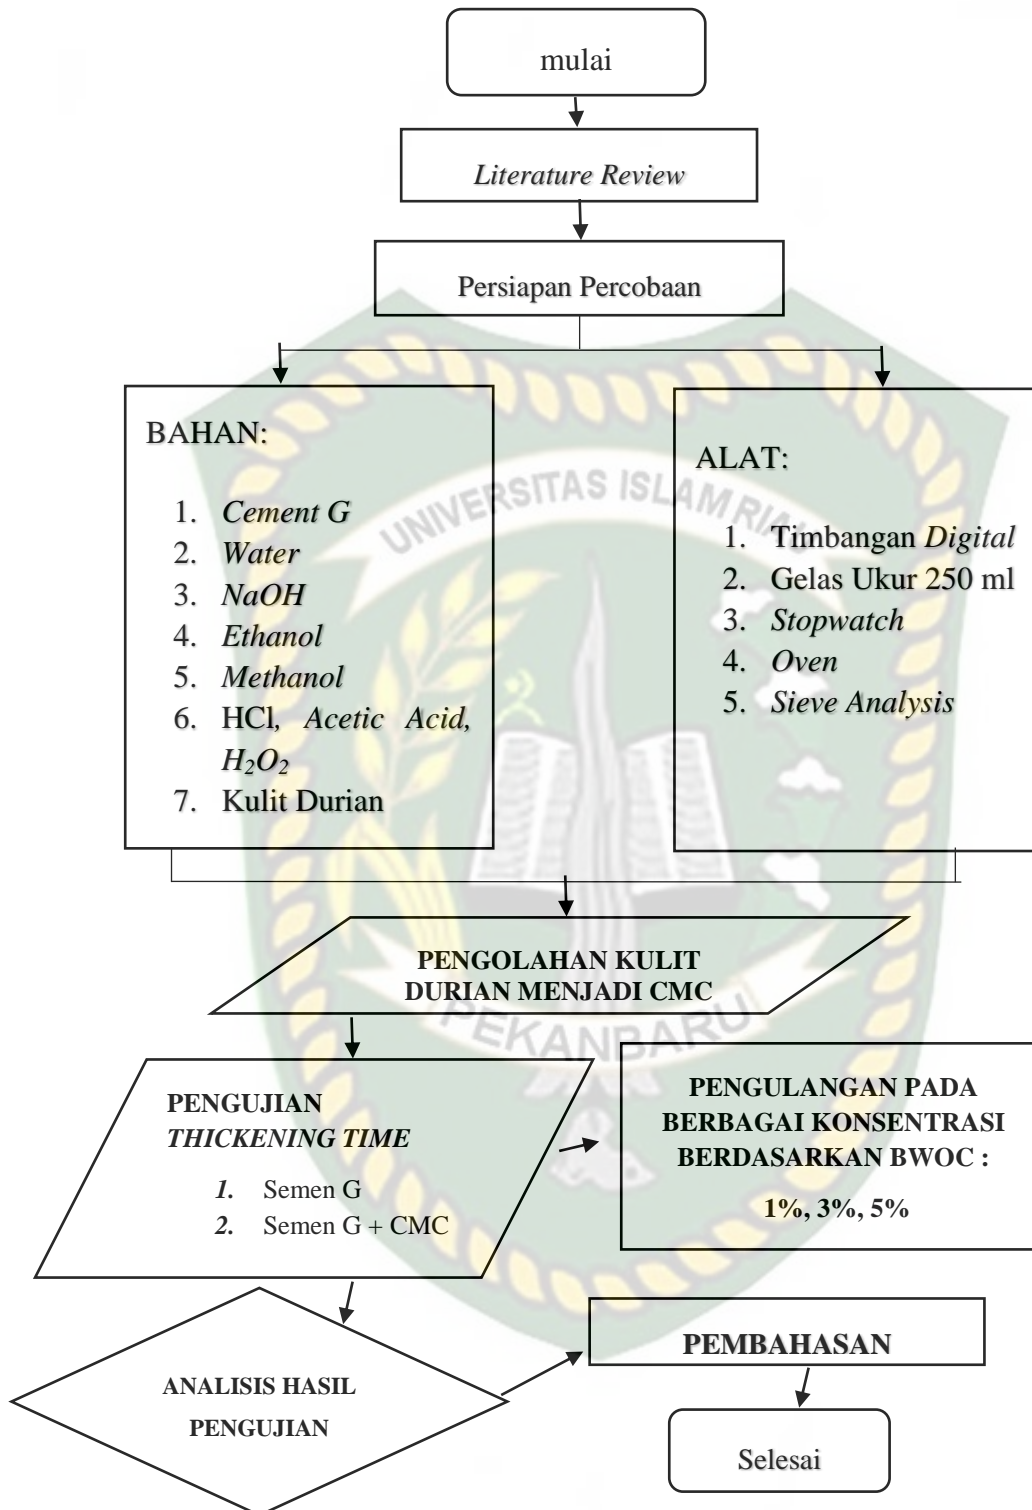 mulai
Literature Review
Persiapan Percobaan
BAHAN:
1. Cement G
2. Water
3. NaOH
4. Ethanol
5. Methanol
6. HCl, Acetic Acid,
H₂O₂
7. Kulit Durian
ALAT:
1. Timbangan Digital
2. Gelas Ukur 250 ml
3. Stopwatch
4. Oven
5. Sieve Analysis
UNIVERSITAS ISLAM RIAU
PENGOLAHAN KULIT
DURIAN MENJADI CMC
PEKANBARU
PENGUJIAN
THICKENING TIME
1. Semen G
2. Semen G + CMC
PENGULANGAN PADA
BERBAGAI KONSENTRASI
BERDASARKAN BWOC :
1%, 3%, 5%
ANALISIS HASIL
PENGUJIAN
PEMBAHASAN
Selesai